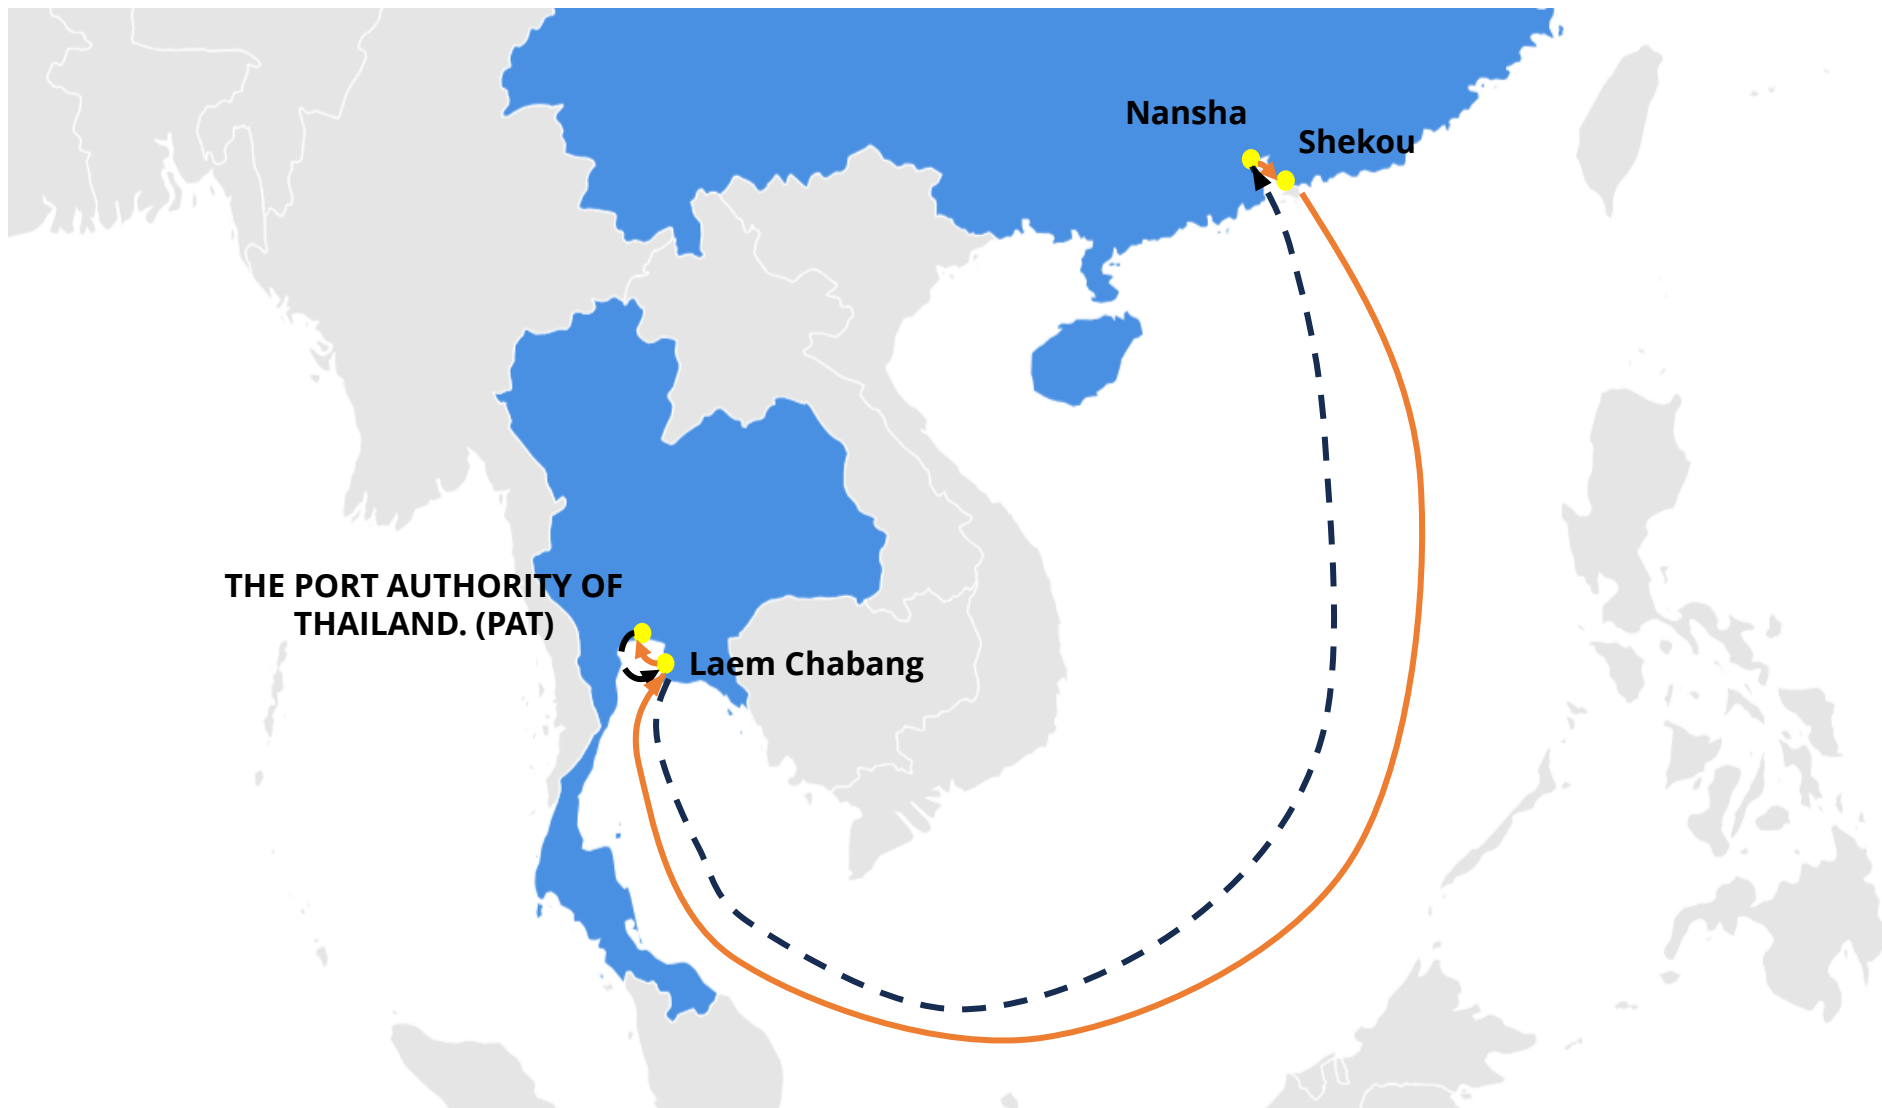 Nansha
Shekou
THE PORT AUTHORITY OF
THAILAND. (PAT)
Laem Chabang